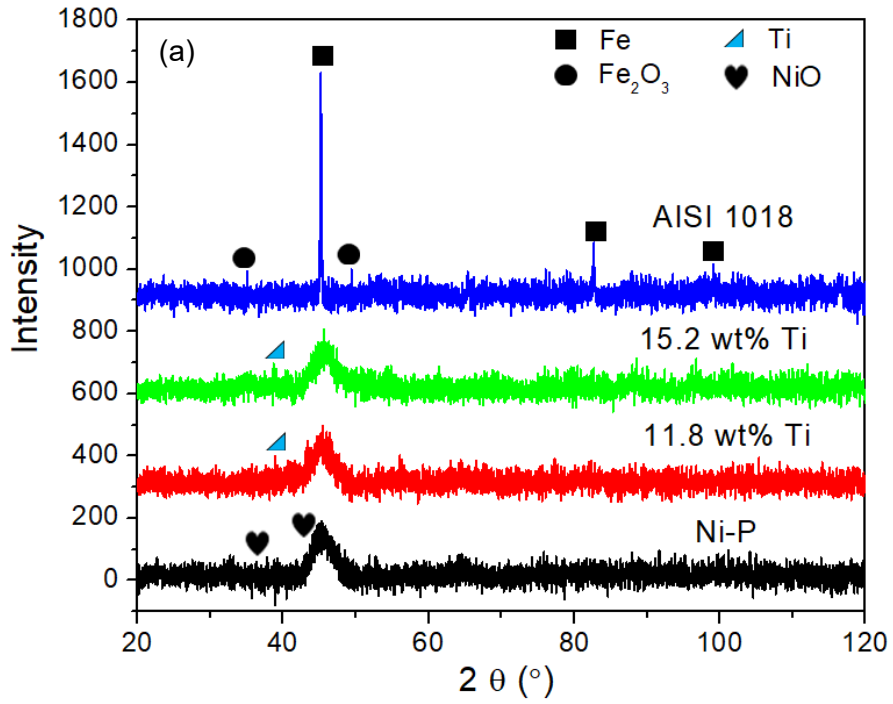 (a)
Fe
Ti
Fe2O3
NiO
1800
1600
1400
1200
1000
800
600
400
200
0
Intensity
AISI 1018
15.2 wt% Ti
11.8 wt% Ti
Ni-P
20
40
60
80
100
120
2 θ (°)